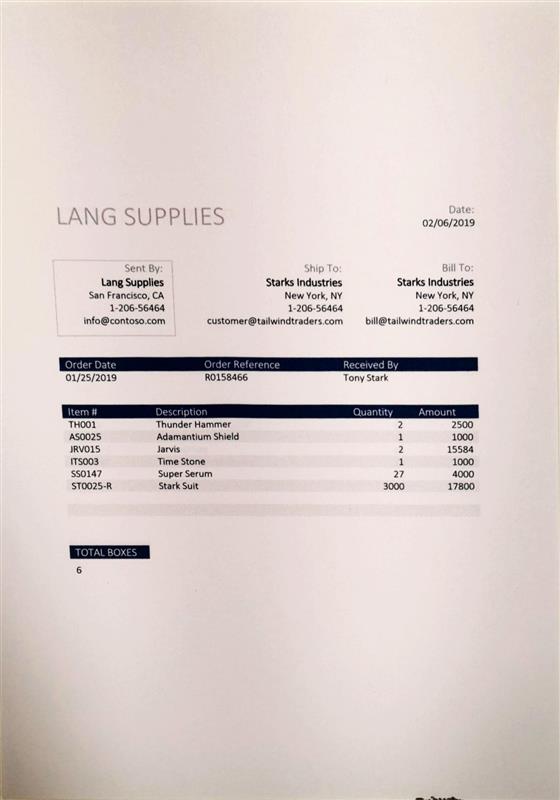 LANG SUPPLIES
Date:
02/06/2019
Sent By: Ship To: Bill To:
Lang Supplies Starks Industries Starks Industries
San Francisco, CA New York, NY New York, NY
1-206-56464 1-206-56464 1-206-56464
info@contoso.com customer@tailwindtraders.com bill@tailwindtraders.com
Order Date Order Reference Received By
01/25/2019 R0158466 Tony Stark
Item # Description Quantity Amount
TH001 Thunder Hammer 2 2500
AS0025 Adamantium Shield 1 1000
JRV015 Jarvis 2 15584
ITS003 Time Stone 1 1000
SS0147 Super Serum 27 4000
ST0025-R Stark Suit 3000 17800
TOTAL BOXES
6